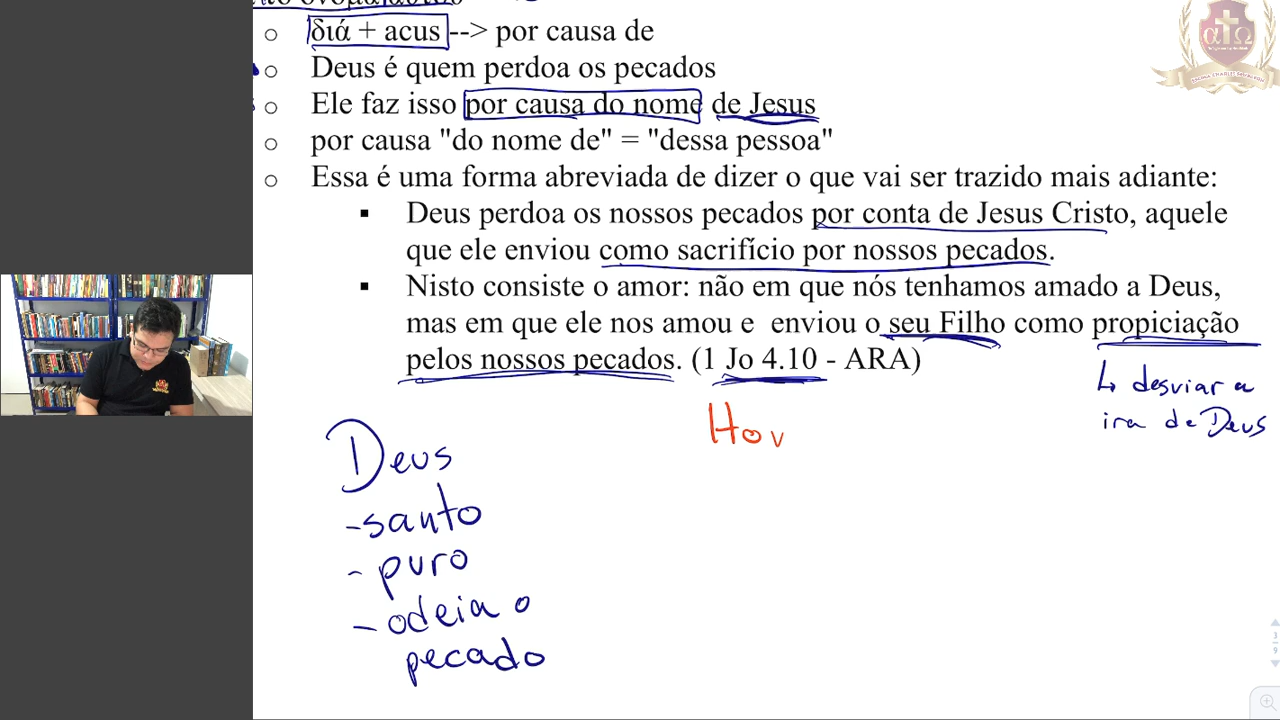 διά + acus --> por causa de
Deus é quem perdoa os pecados
Ele faz isso por causa do nome de Jesus
por causa "do nome de" = "dessa pessoa"
Essa é uma forma abreviada de dizer o que vai ser trazido mais adiante:
Deus perdoa os nossos pecados por conta de Jesus Cristo, aquele
que ele enviou como sacrifício por nossos pecados.
Nisto consiste o amor: não em que nós tenhamos amado a Deus,
mas em que ele nos amou e enviou o seu Filho como propiciação
pelos nossos pecados. (1 Jo 4.10 - ARA)
↳ desviar a
ira de Deus
Hov
Deus
- santo
- puro
- odeia o
pecado
α Ω
3
9